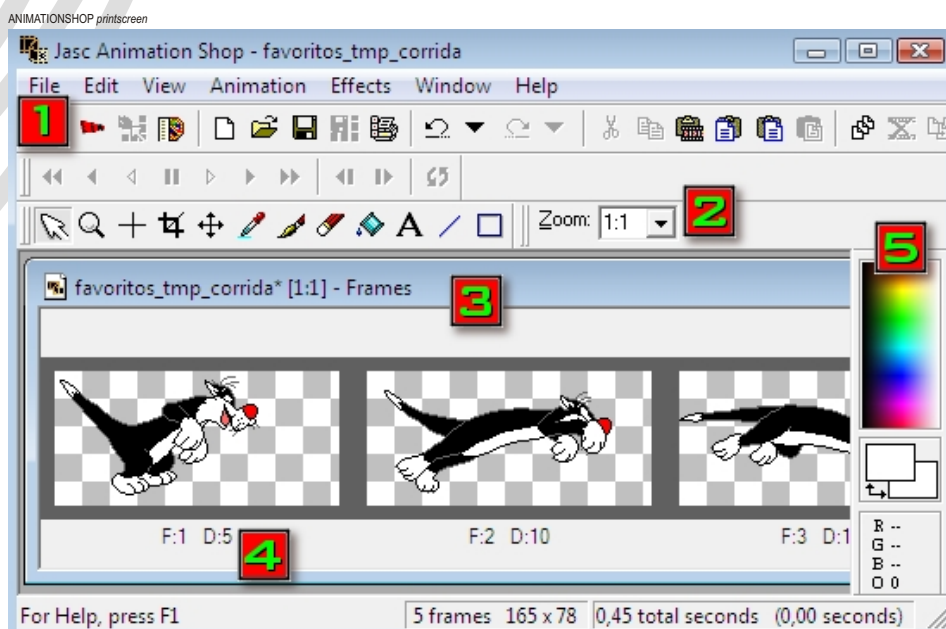 ANIMATIONSHOP printscreen
Jasc Animation Shop - favoritos_tmp_corrida
File Edit View Animation Effects Window Help
1
A
Zoom: 1:1
2
5
favoritos_tmp_corrida* [1:1] - Frames
3
F:1 D:5
F:2 D:10
F:3 D:1
4
R --
G --
B --
O 0
For Help, press F1
5 frames 165 x 78
0,45 total seconds (0,00 seconds)